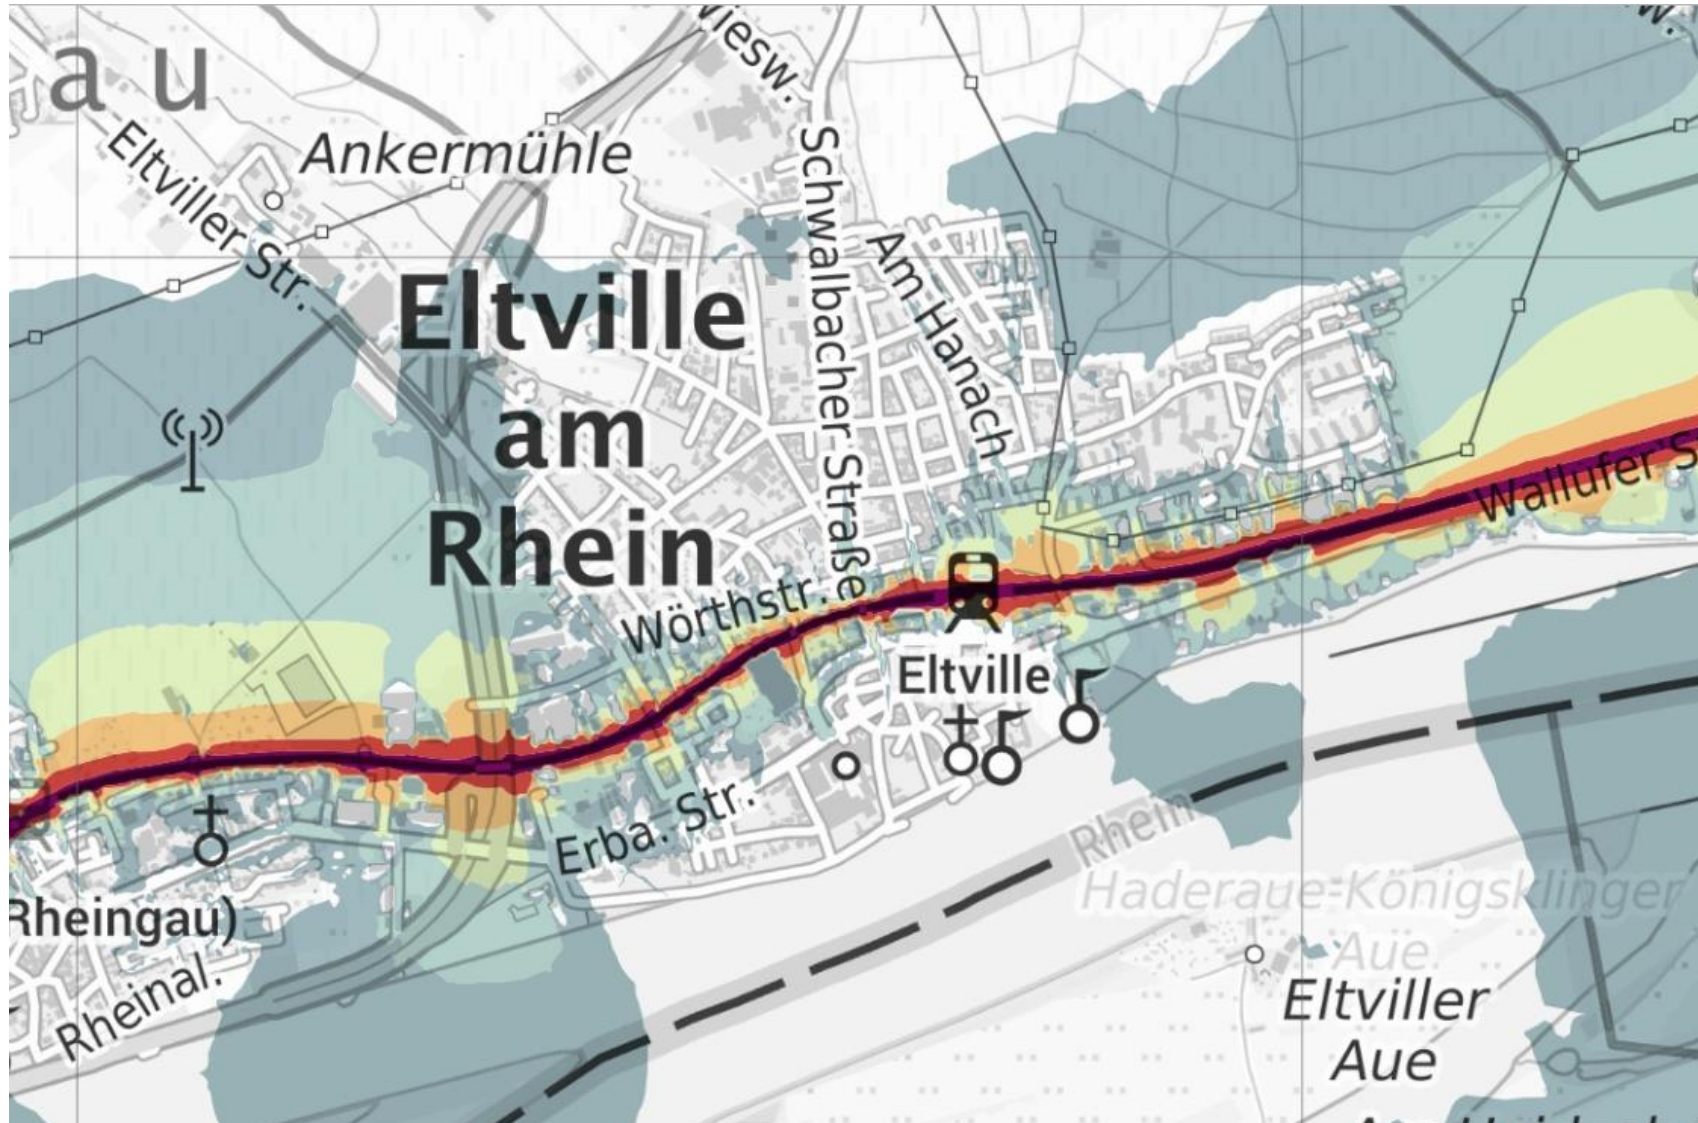 a u
Wiesw.
Ankermühle
Eltviller Str.
Schwalbacher Straße
Am Hanach
Eltville
am
Rhein
Wallufer S
Wörthstr.
Eltville
Erba. Str.
Rhein
Haderaue-Königsklinger
Aue
Rheingau)
Rheinal.
Eltviller
Aue